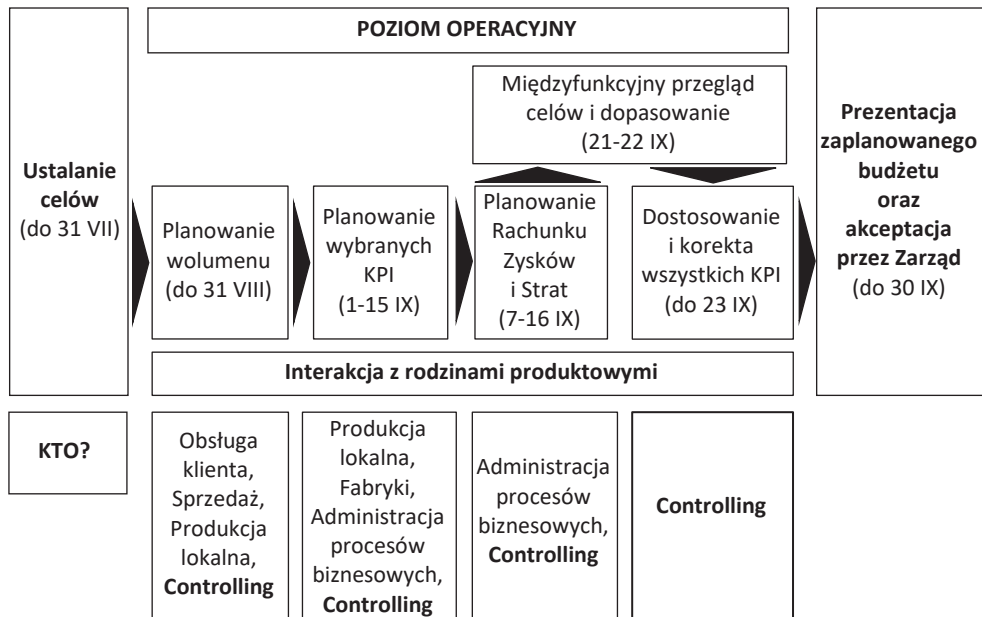 Ustalanie
celów
(do 31 VII)
POZIOM OPERACYJNY
Międzyfunkcyjny przegląd
celów i dopasowanie
(21-22 IX)
Planowanie
wolumenu
(do 31 VIII)
Planowanie
wybranych
KPI
(1-15 IX)
Planowanie
Rachunku
Zysków
i Strat
(7-16 IX)
Dostosowanie
i korekta
wszystkich KPI
(do 23 IX)
Interakcja z rodzinami produktowymi
Prezentacja
zaplanowanego
budżetu
oraz
akceptacja
przez Zarząd
(do 30 IX)
KTO?
Obsługa
klienta,
Sprzedaż,
Produkcja
lokalna,
Controlling
Produkcja
lokalna,
Fabryki,
Administracja
procesów
biznesowych,
Controlling
Administracja
procesów
biznesowych,
Controlling
Controlling